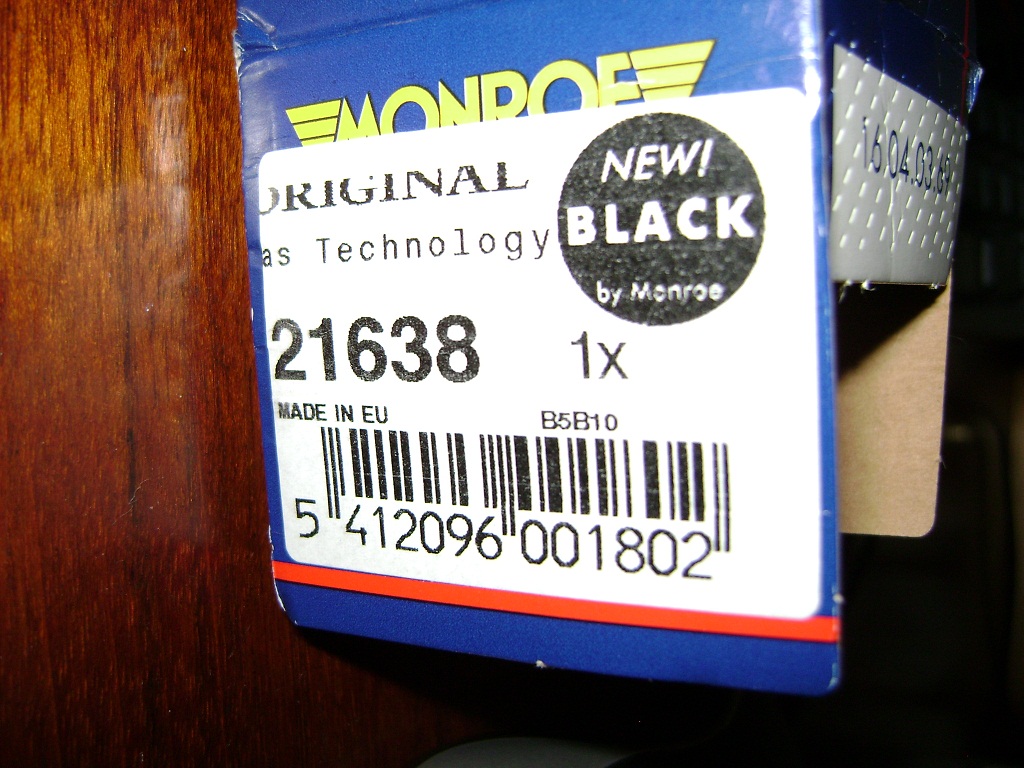 MONROE
ORIGINAL
as Technology
NEW!
BLACK
by Monroe
21638 1x
MADE IN EU B5B10
5 412096 001802
16.04.03.6